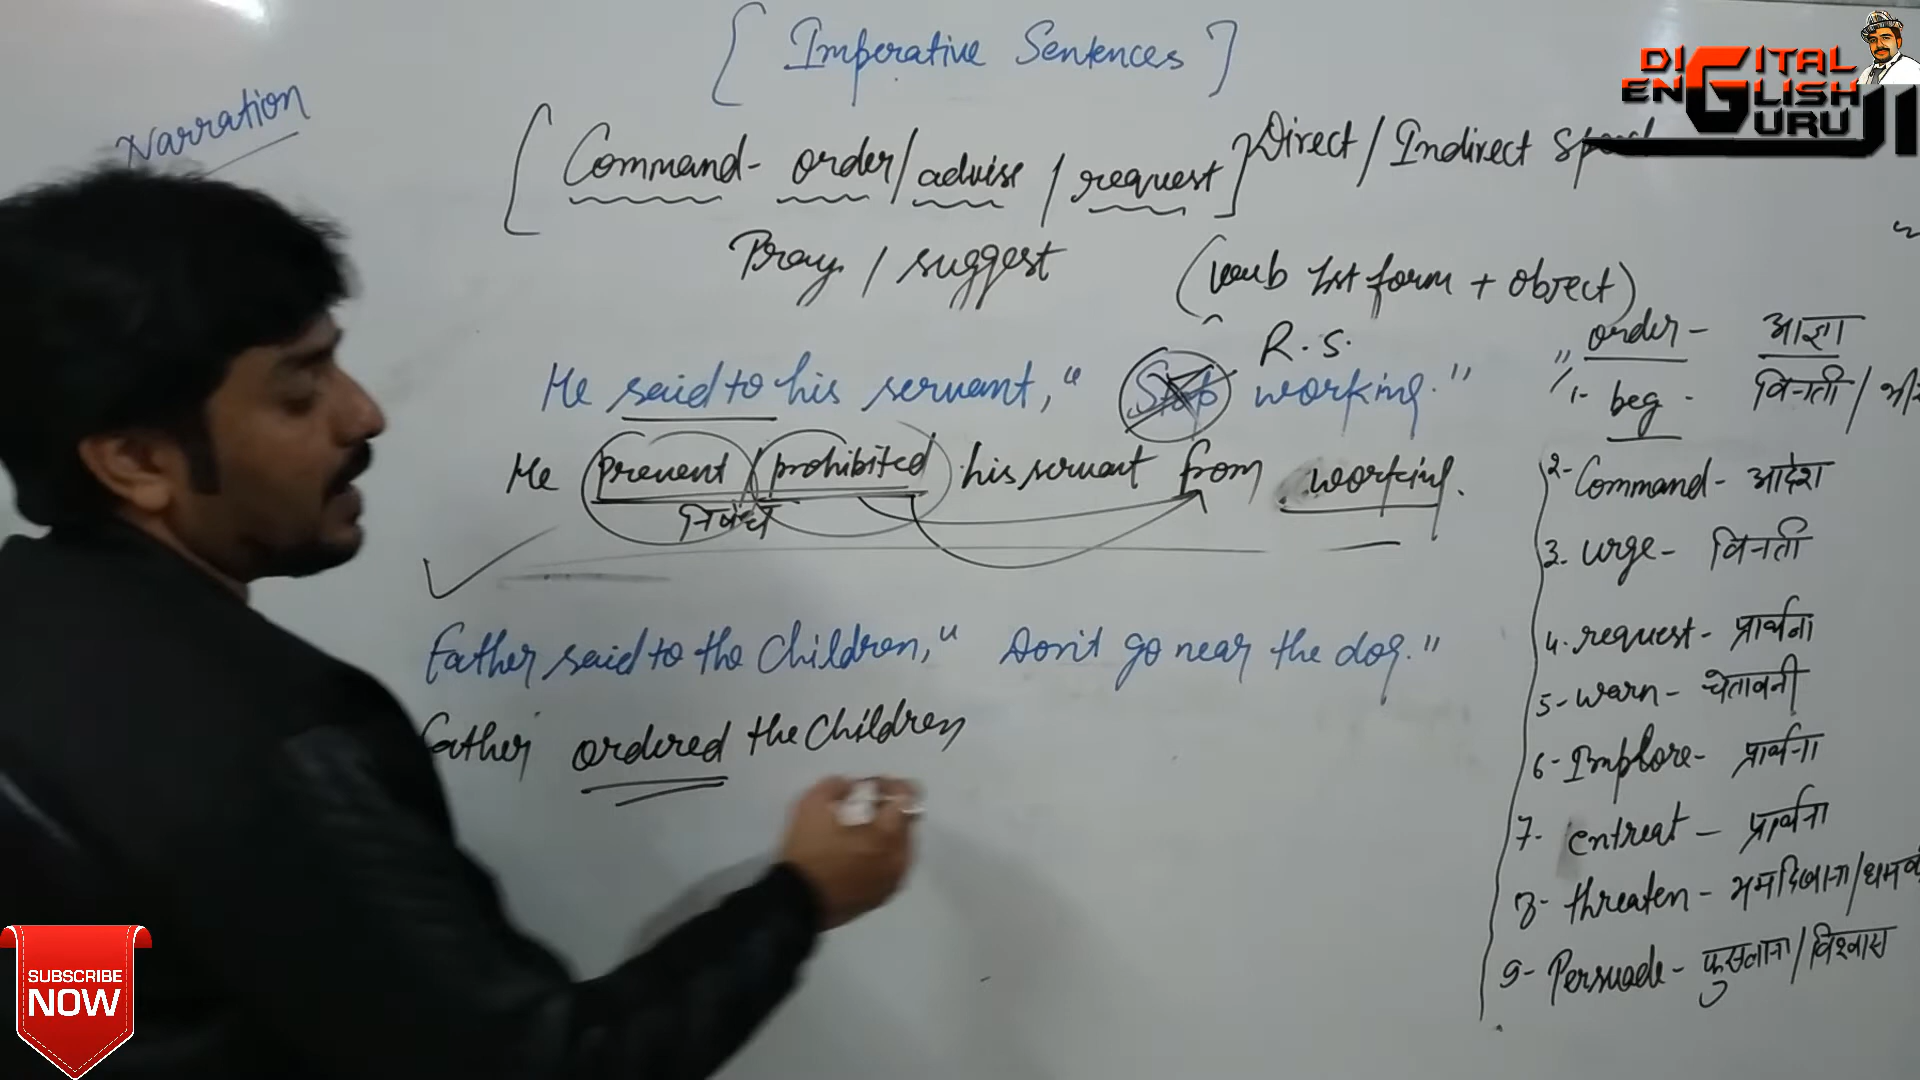 [ Imperative Sentences ]
Narration
[ Command - order / advise / request ] Direct / Indirect
Pray / suggest
( verb 1st form + object )
R.S.
He said to his servant, " Stop working. "
He prevent prohibited his servant from working.
Father said to the children, " Don't go near the dog. "
Father ordered the children
order - आज्ञा
1- beg - विनती /
2- Command - आदेश
3. urge - विनती
4. request - प्रार्थना
5- warn - चेतावनी
6- Implore - प्रार्थना
7- entreat - प्रार्थना
8- threaten -
9- Persuade - फुसलाना / विश्वास
DIGITAL
ENGLISH
GURU JI
SUBSCRIBE
NOW